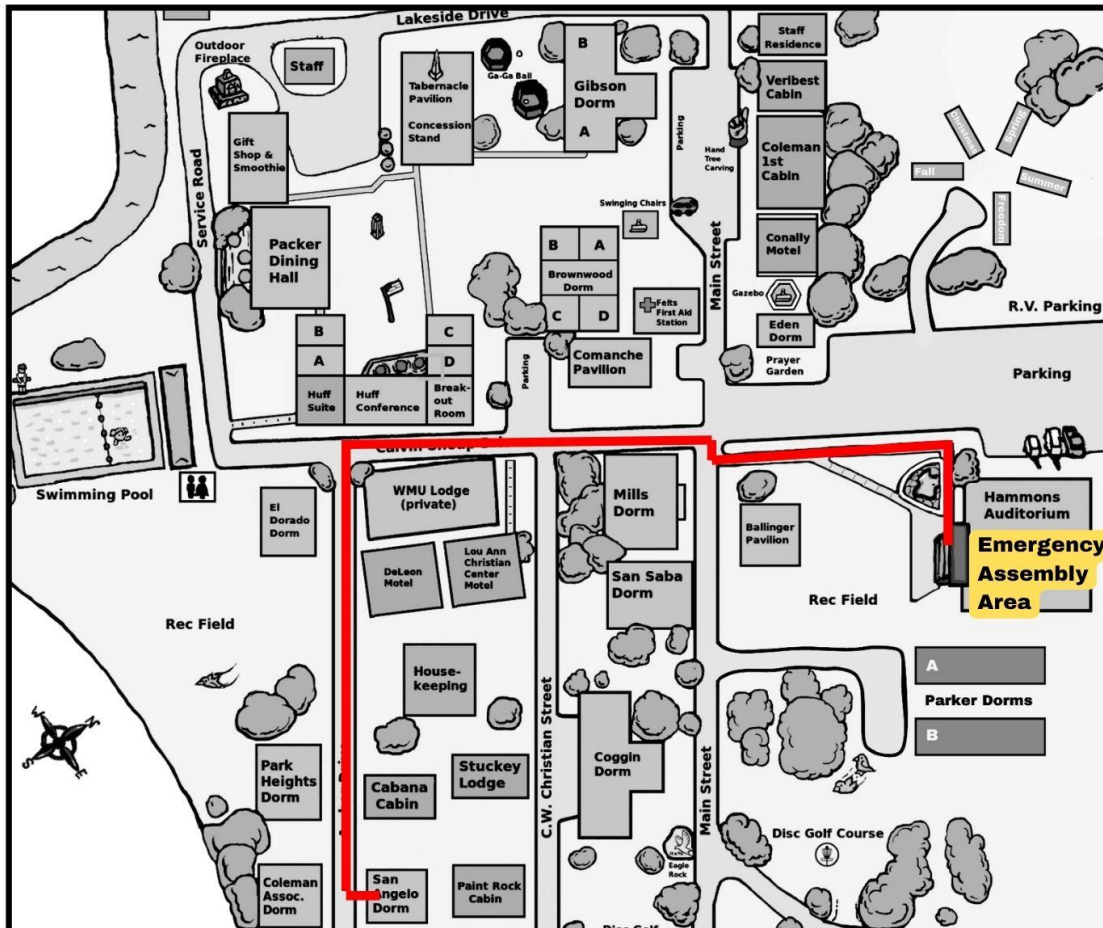 Lakeside Drive
Outdoor
Fireplace
Staff
Staff
Residence
Ga-Ga Ball
B
Gibson
Dorm
A
Tabernacle
Pavilion
Concession
Stand
Veribest
Cabin
Parking
Hand
Tree
Carving
Coleman
1st
Cabin
Christmas
Spring
Fall
Summer
Freedom
Gift
Shop &
Smoothie
Service Road
Packer
Dining
Hall
Swinging Chairs
B
A
Brownwood
Dorm
C
D
Felts
First Aid
Station
Main Street
Conally
Motel
Gazebo
Eden
Dorm
Prayer
Garden
R.V. Parking
Parking
B
A
C
D
Huff
Suite
Huff
Conference
Break-
out
Room
Parking
Comanche
Pavilion
Swimming Pool
El
Dorado
Dorm
WMU Lodge
(private)
DeLeon
Motel
Lou Ann
Christian
Center
Motel
Mills
Dorm
San Saba
Dorm
Ballinger
Pavilion
Hammons
Auditorium
Emergency
Assembly
Area
Rec Field
Rec Field
House-
keeping
C.W. Christian Street
A
Parker Dorms
B
N
E
S
W
Park
Heights
Dorm
Cabana
Cabin
Stuckey
Lodge
Coggin
Dorm
Main Street
Eagle
Rock
Disc Golf Course
Coleman
Assoc.
Dorm
San
Angelo
Dorm
Paint Rock
Cabin
Disc Golf